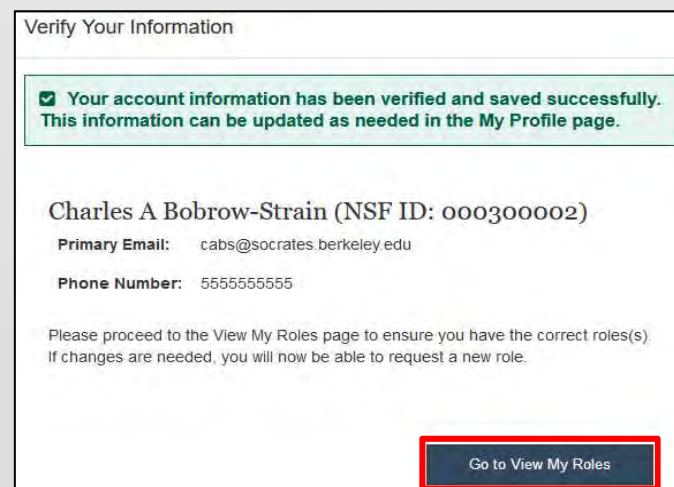 Verify Your Information
Your account information has been verified and saved successfully.
This information can be updated as needed in the My Profile page.
Charles A Bobrow-Strain (NSF ID: 000300002)
Primary Email: cabs@socrates.berkeley.edu
Phone Number: 5555555555
Please proceed to the View My Roles page to ensure you have the correct roles(s)
If changes are needed, you will now be able to request a new role.
Go to View My Roles